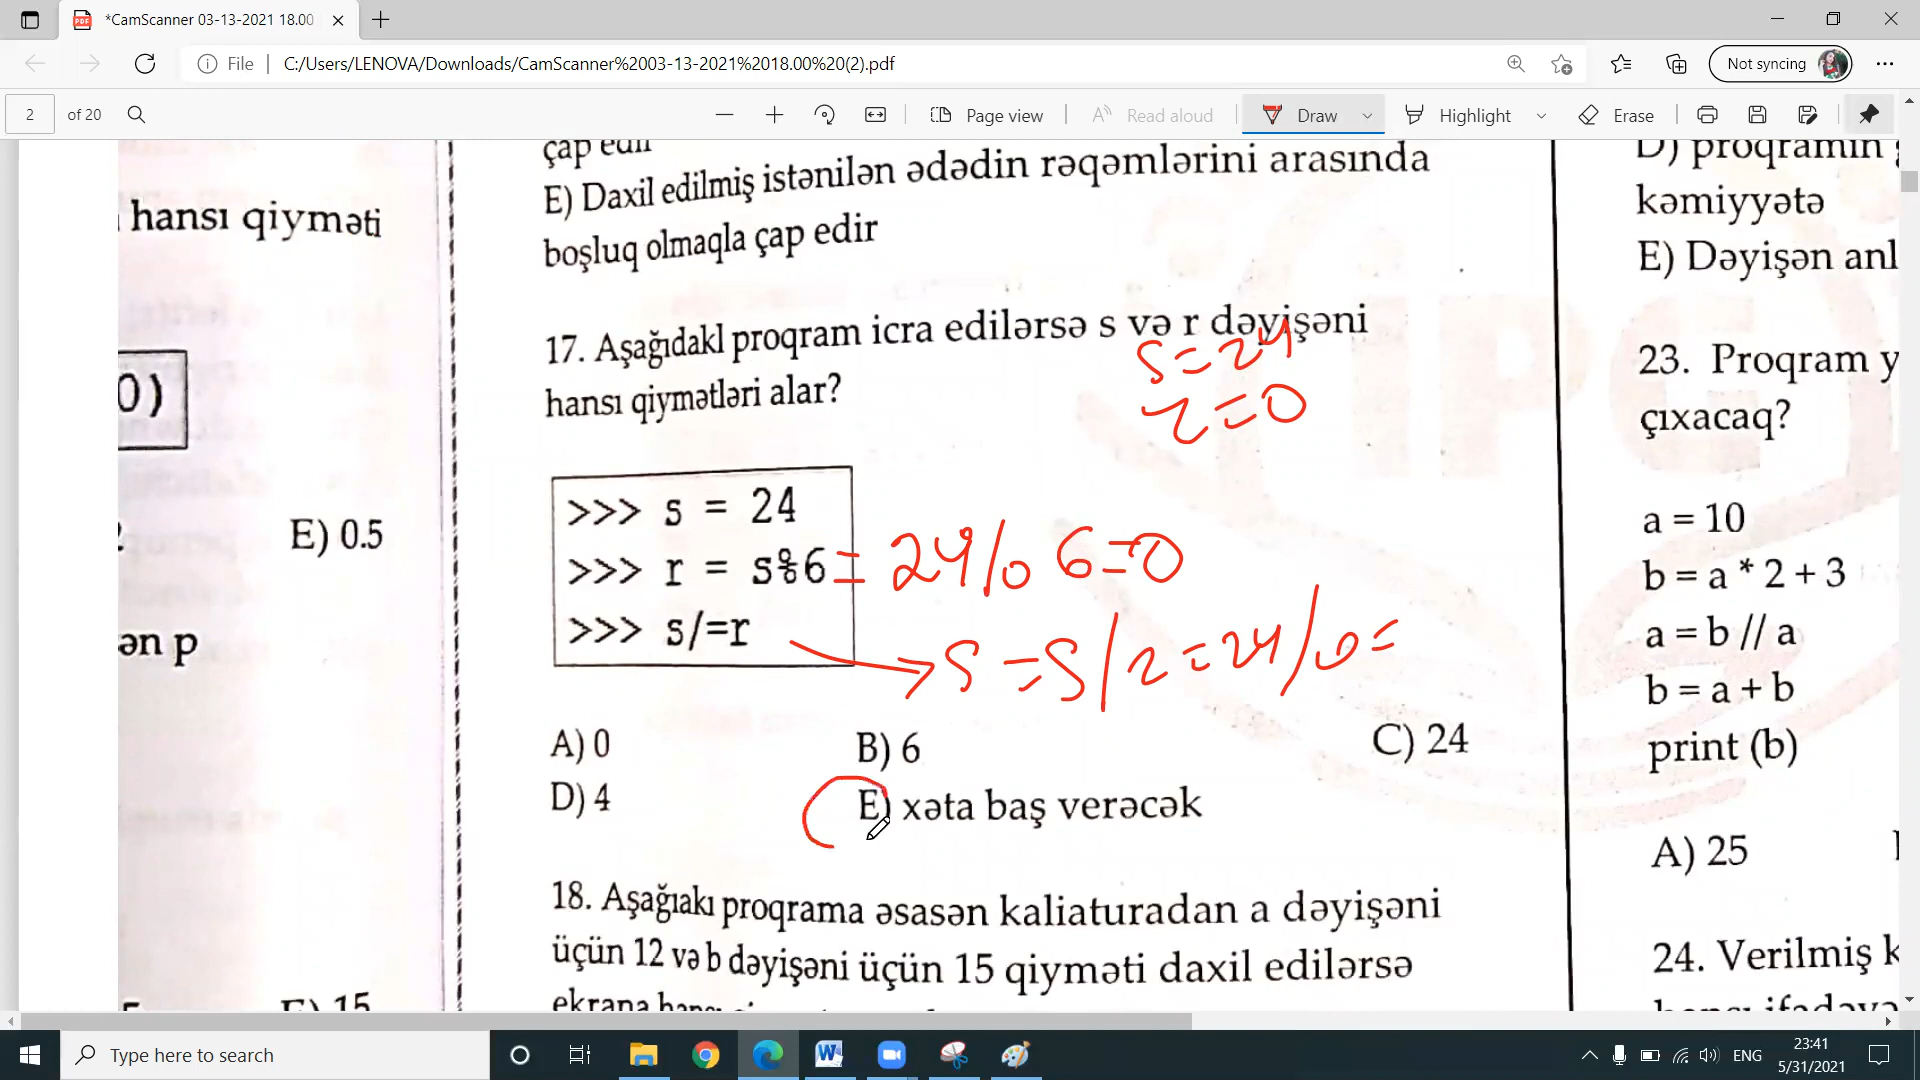 *CamScanner 03-13-2021 18.00
File
C:/Users/LENOVA/Downloads/CamScanner%2003-13-2021%2018.00%20(2).pdf
Not syncing
2 of 20
Page view
Read aloud
Draw
Highlight
Erase
hansı qiyməti
0)
E) 0.5
ən p
E) 15
çap edir
E) Daxil edilmiş istənilən ədədin rəqəmlərini arasında
boşluq olmaqla çap edir
17. Aşağıdakl proqram icra edilərsə s və r dəyişəni
hansı qiymətləri alar?
s=24
r=0
>>> s = 24
>>> r = s%6
= 24% 6=0
>>> s/=r
s=s/r=24/0=
A) 0
B) 6
C) 24
D) 4
E) xəta baş verəcək
18. Aşağıakı proqrama əsasən kaliaturadan a dəyişəni
üçün 12 və b dəyişəni üçün 15 qiyməti daxil edilərsə
ekrana
D) proqramın
kəmiyyətə
E) Dəyişən anl
23. Proqram y
çıxacaq?
a = 10
b = a * 2 + 3
a = b // a
b = a + b
print (b)
A) 25
24. Verilmiş k
Type here to search
ENG
23:41
5/31/2021